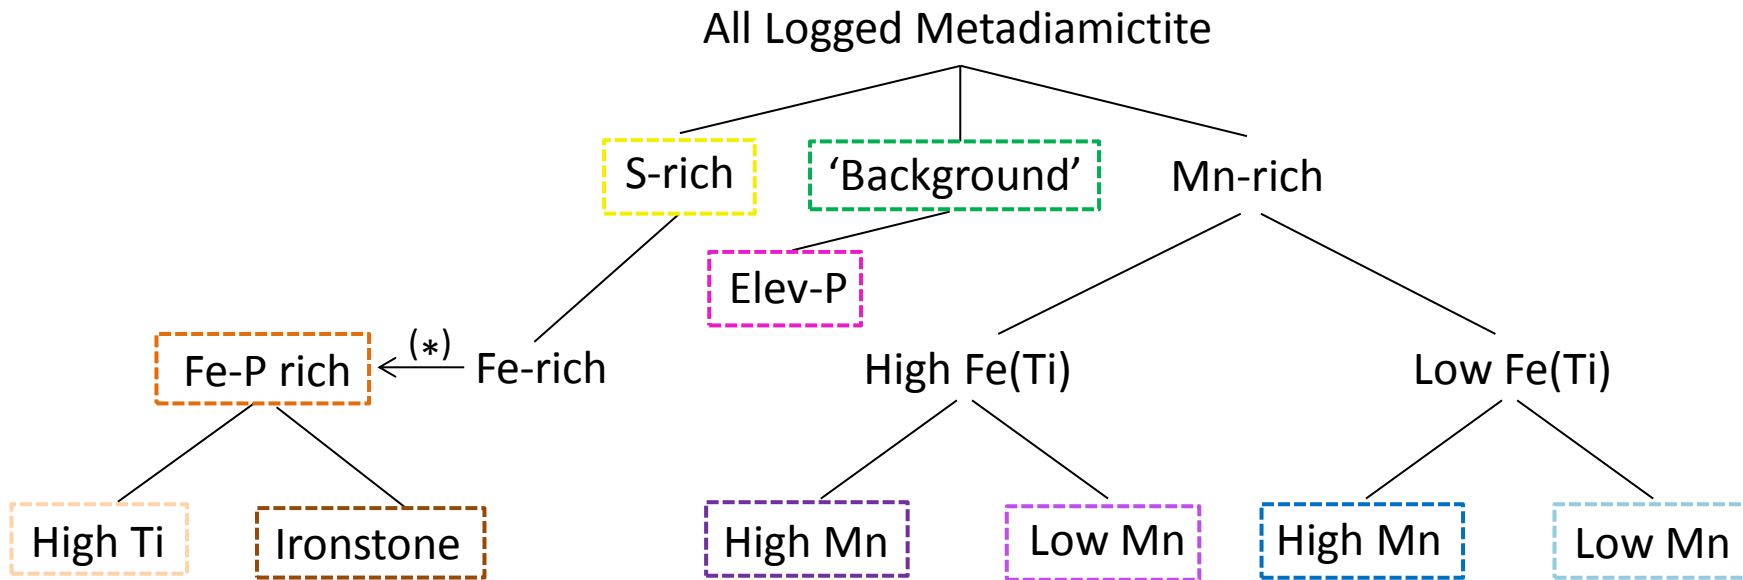 All Logged Metadiamictite
S-rich
‘Background’
Mn-rich
Elev-P
Fe-P rich
(*)
Fe-rich
High Fe(Ti)
Low Fe(Ti)
High Ti
Ironstone
High Mn
Low Mn
High Mn
Low Mn